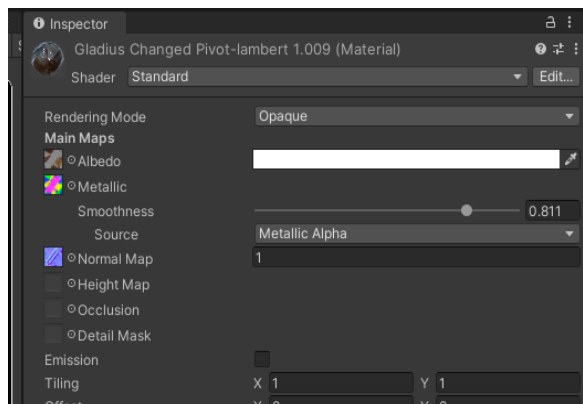 Inspector
Gladius Changed Pivot-lambert 1.009 (Material)
Shader Standard Edit...
Rendering Mode Opaque
Main Maps
Albedo
Metallic
Smoothness 0.811
Source Metallic Alpha
Normal Map 1
Height Map
Occlusion
Detail Mask
Emission
Tiling X 1 Y 1